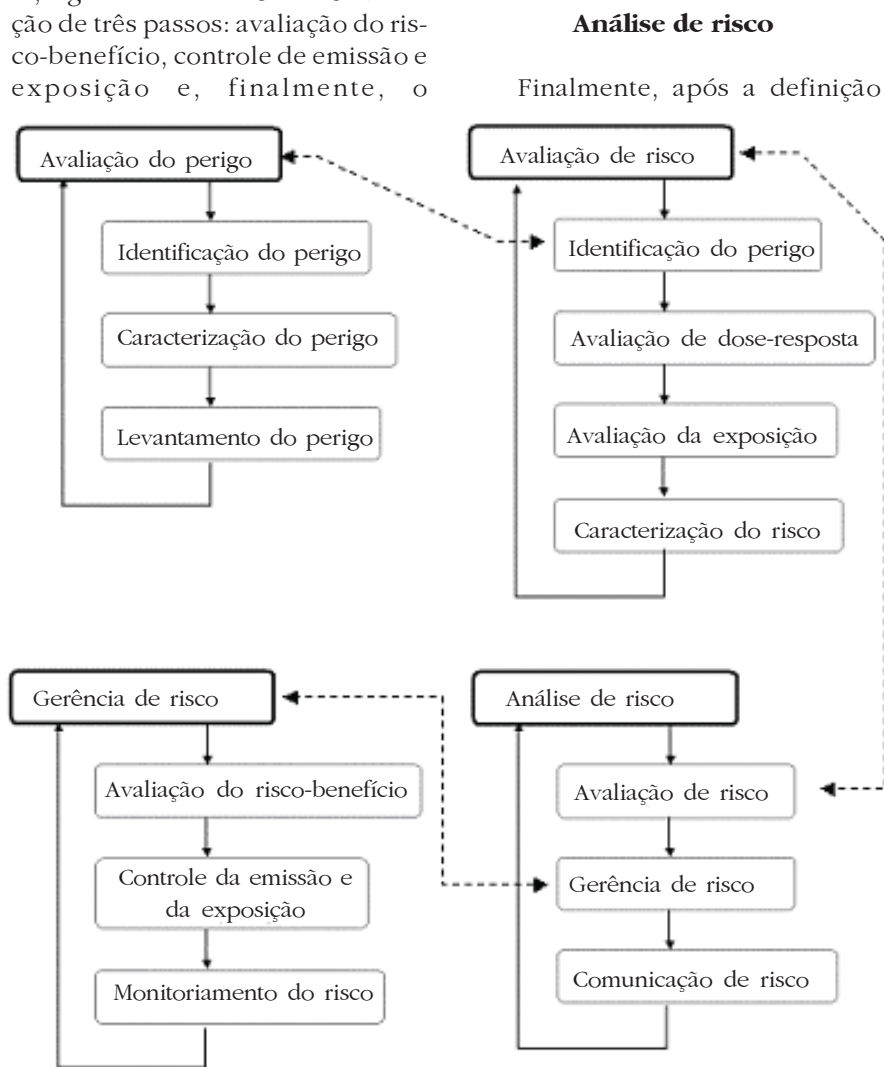 ção de três passos: avaliação do ris-
co-benefício, controle de emissão e
exposição e, finalmente, o
Análise de risco
Finalmente, após a definição
Avaliação do perigo
Identificação do perigo
Caracterização do perigo
Levantamento do perigo
Avaliação de risco
Identificação do perigo
Avaliação de dose-resposta
Avaliação da exposição
Caracterização do risco
Gerência de risco
Avaliação do risco-benefício
Controle da emissão e
da exposição
Monitoriamento do risco
Análise de risco
Avaliação de risco
Gerência de risco
Comunicação de risco